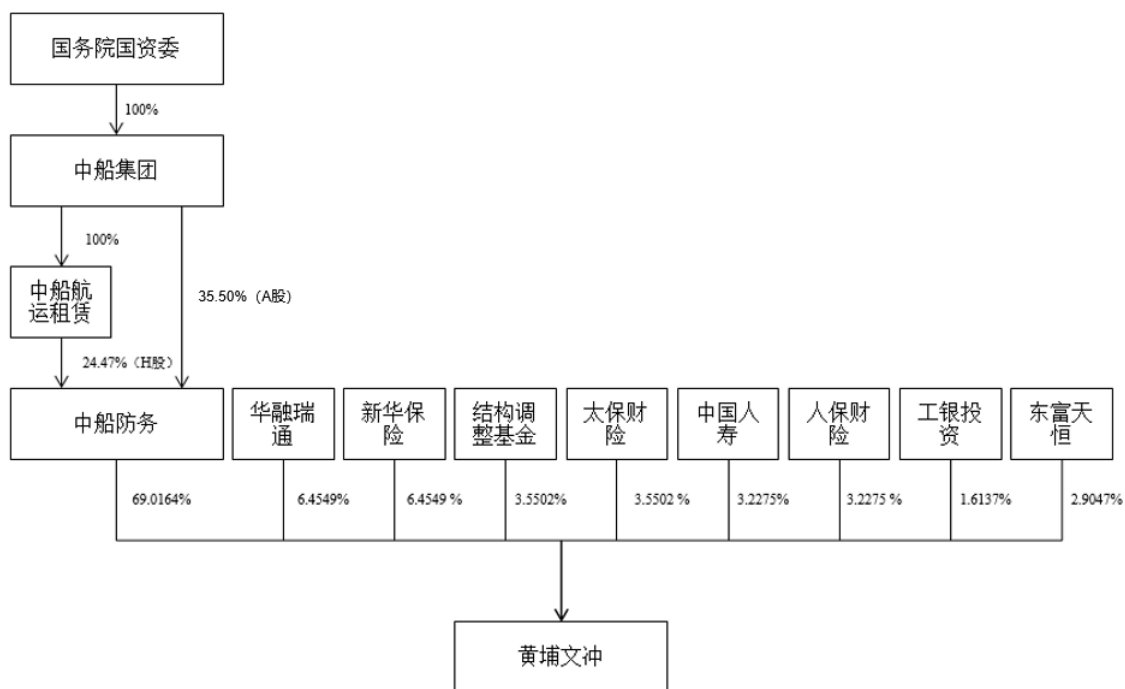 国务院国资委
100%
中船集团
100%
中船航
运租赁
35.50%（A股）
24.47%（H股）
中船防务
华融瑞
通
新华保
险
结构调
整基金
太保财
险
中国人
寿
人保财
险
工银投
资
东富天
恒
69.0164%
6.4549%
6.4549 %
3.5502%
3.5502 %
3.2275%
3.2275 %
1.6137%
2.9047%
黄埔文冲